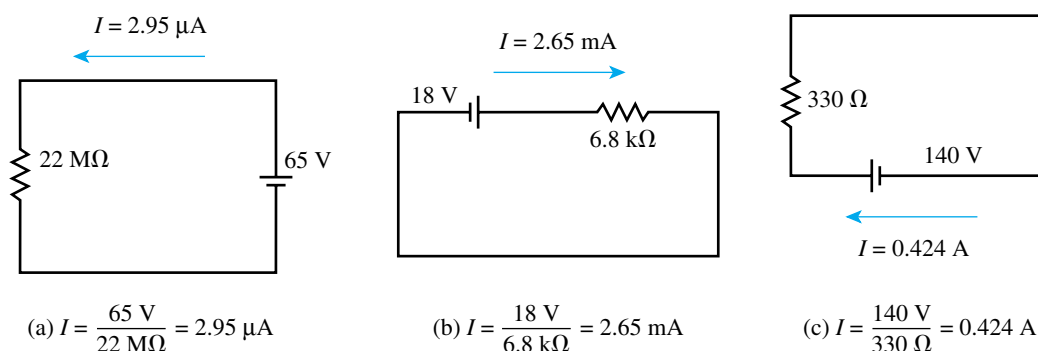 I = 2.95 µA
22 MΩ
65 V
(a) I = 65 V / 22 MΩ = 2.95 µA
I = 2.65 mA
18 V
6.8 kΩ
(b) I = 18 V / 6.8 kΩ = 2.65 mA
330 Ω
140 V
I = 0.424 A
(c) I = 140 V / 330 Ω = 0.424 A